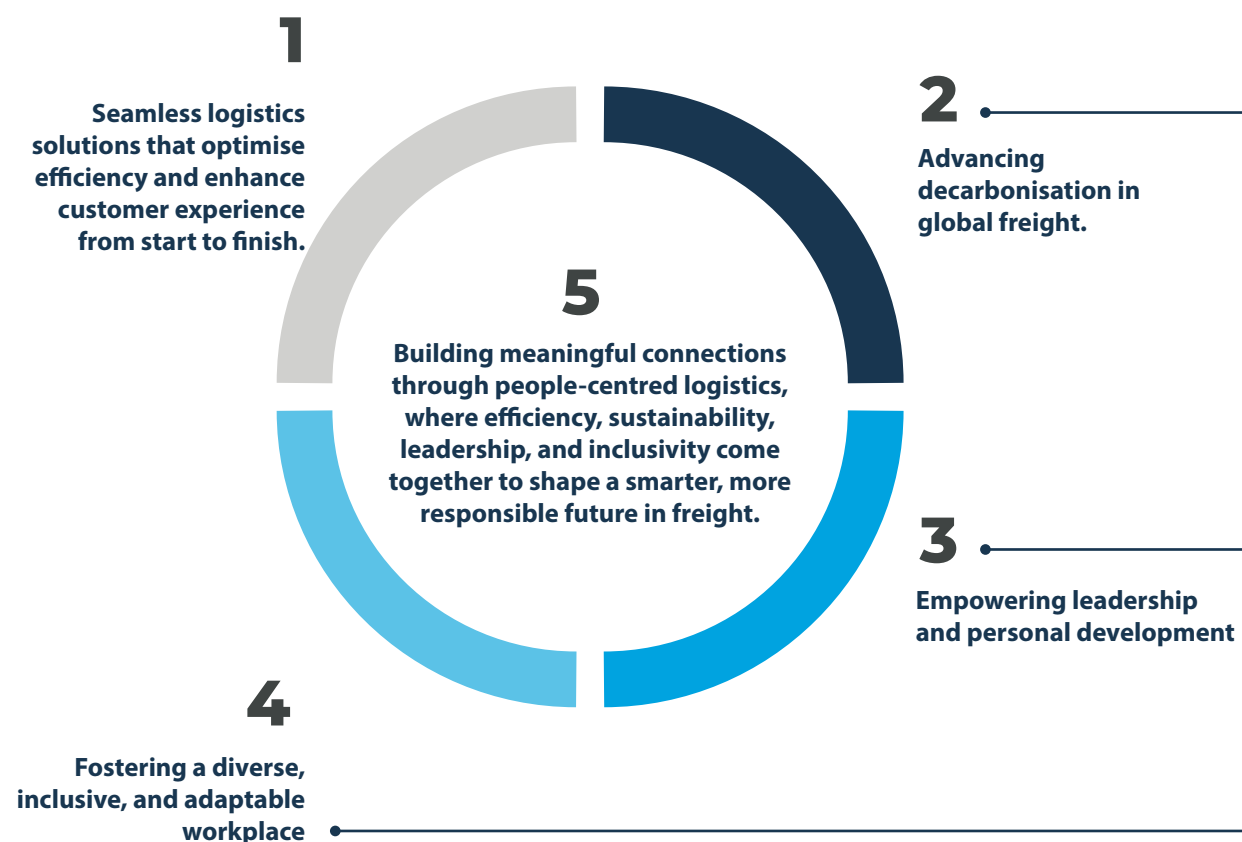 1
Seamless logistics
solutions that optimise
efficiency and enhance
customer experience
from start to finish.
2
Advancing
decarbonisation in
global freight.
5
Building meaningful connections
through people-centred logistics,
where efficiency, sustainability,
leadership, and inclusivity come
together to shape a smarter, more
responsible future in freight.
3
Empowering leadership
and personal development
4
Fostering a diverse,
inclusive, and adaptable
workplace